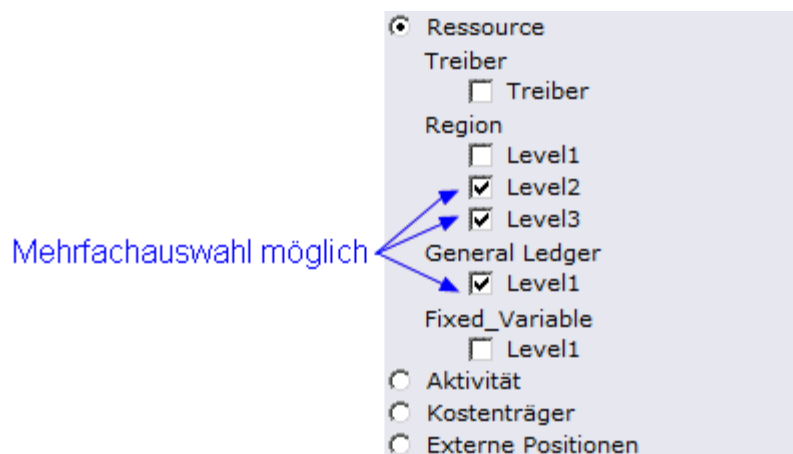 Ressource
Treiber
Treiber
Region
Level1
Level2
Level3
Mehrfachauswahl möglich
General Ledger
Level1
Fixed_Variable
Level1
Aktivität
Kostenträger
Externe Positionen